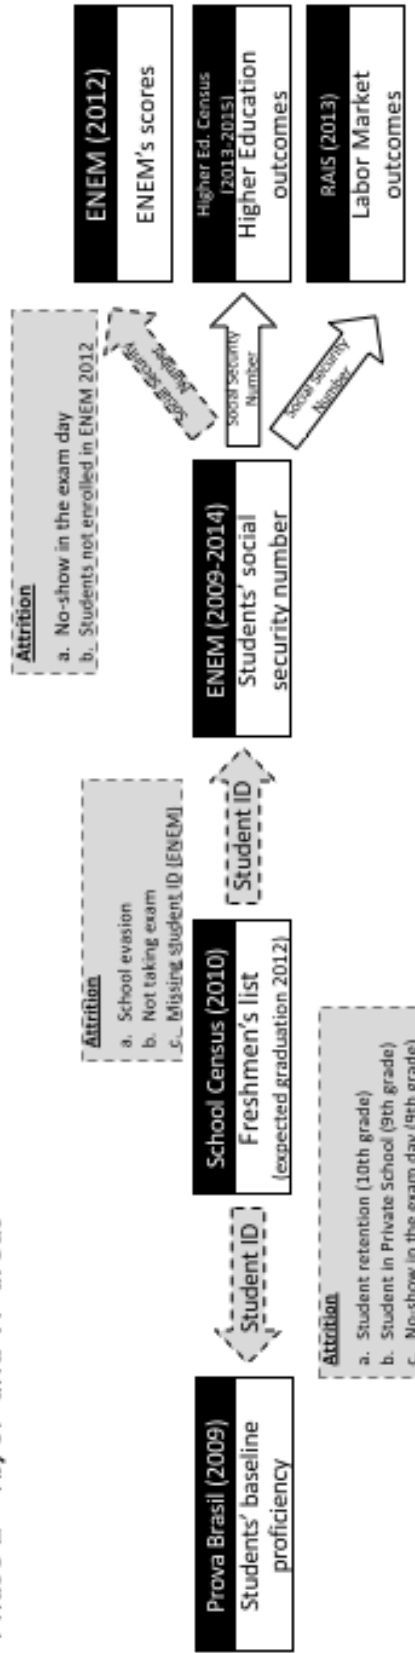 Attrition
a. No-show in the exam day
b. Students not enrolled in ENEM 2012
Attrition
a. School evasion
b. Not taking exam
c. Missing student ID (ENEM)
Prova Brasil (2009)
Students' baseline
proficiency
Student ID
School Census (2010)
Freshmen's list
(expected graduation 2012)
Student ID
ENEM (2009-2014)
Students' social
security number
Social Security
Number
ENEM (2012)
ENEM's scores
Social Security
Number
Higher Ed. Census
(2013-2015)
Higher Education
outcomes
Social Security
Number
RAIS (2013)
Labor Market
outcomes
Attrition
a. Student retention (10th grade)
b. Student in Private School (9th grade)
c. No-show in the exam day (9th grade)